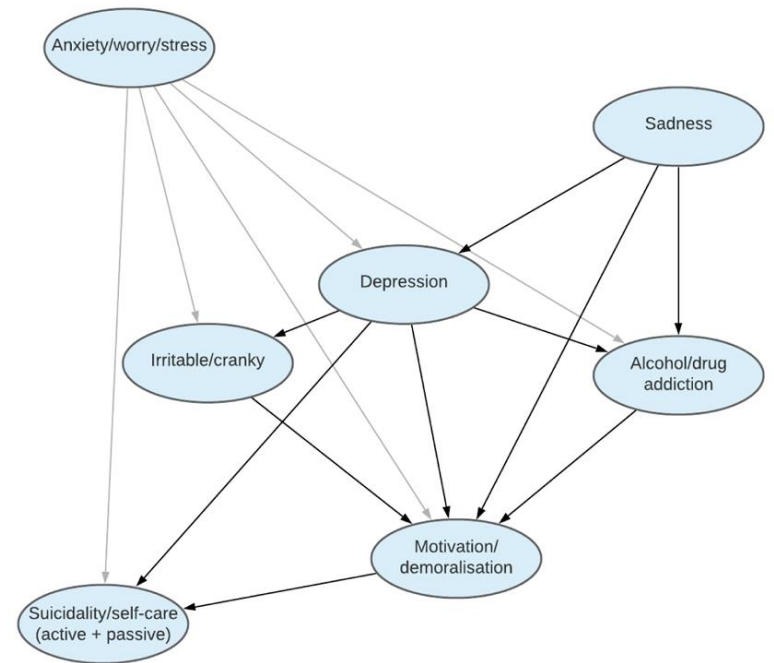 Anxiety/worry/stress
Sadness
Depression
Irritable/cranky
Alcohol/drug
addiction
Motivation/
demoralisation
Suicidality/self-care
(active + passive)